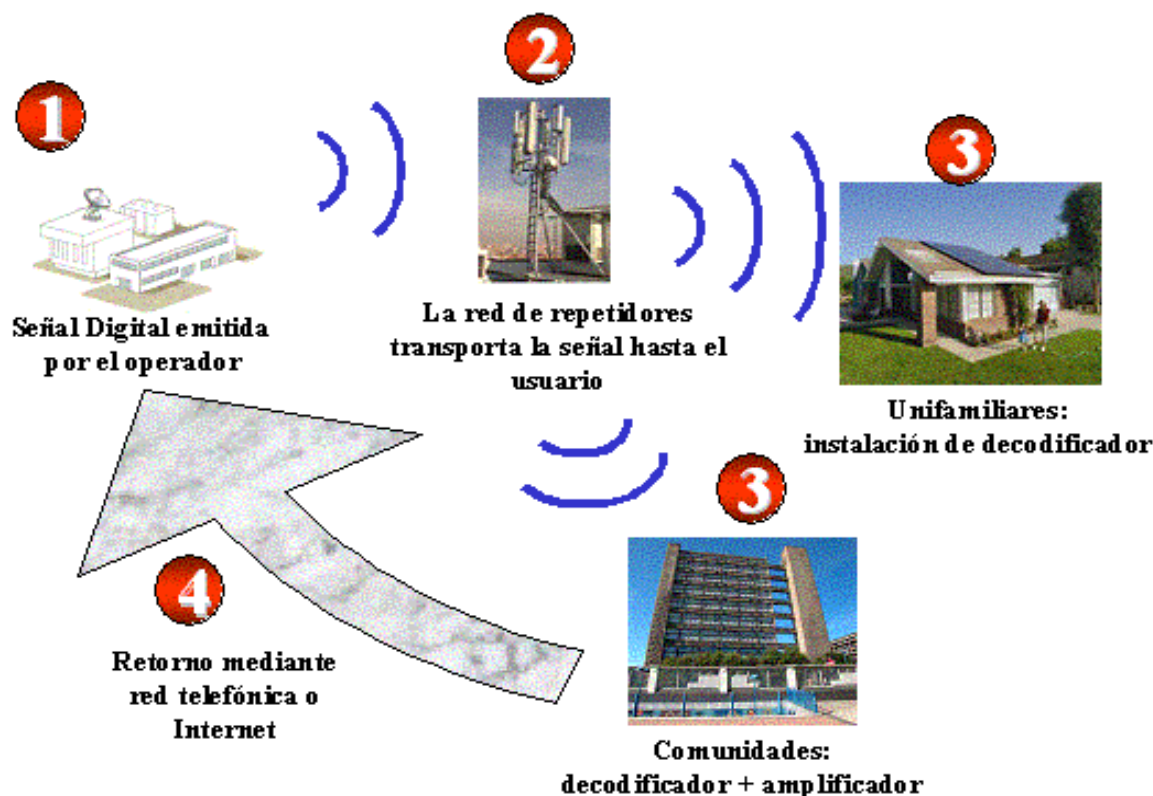 1
Señal Digital emitida
por el operador
2
La red de repetidores
transporta la señal hasta el
usuario
3
Unifamiliares:
instalación de decodificador
3
Comunidades:
decodificador + amplificador
4
Retorno mediante
red telefónica o
Internet